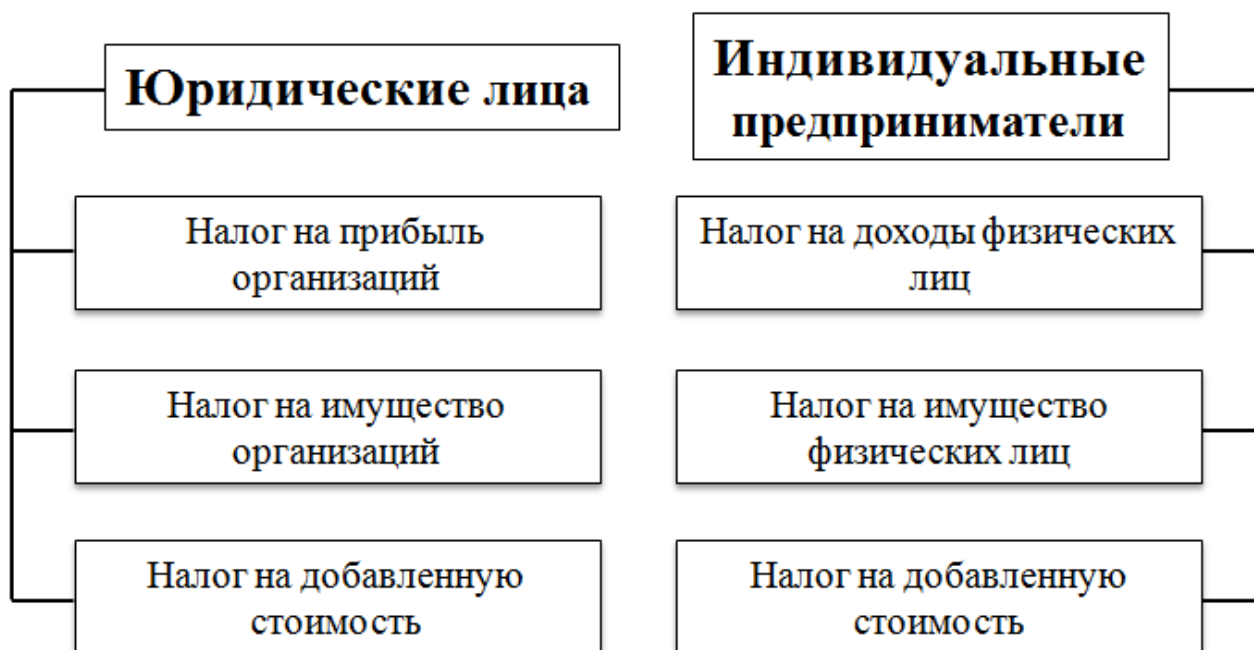 Юридические лица
Индивидуальные
предприниматели
Налог на прибыль
организаций
Налог на доходы физических
лиц
Налог на имущество
организаций
Налог на имущество
физических лиц
Налог на добавленную
стоимость
Налог на добавленную
стоимость